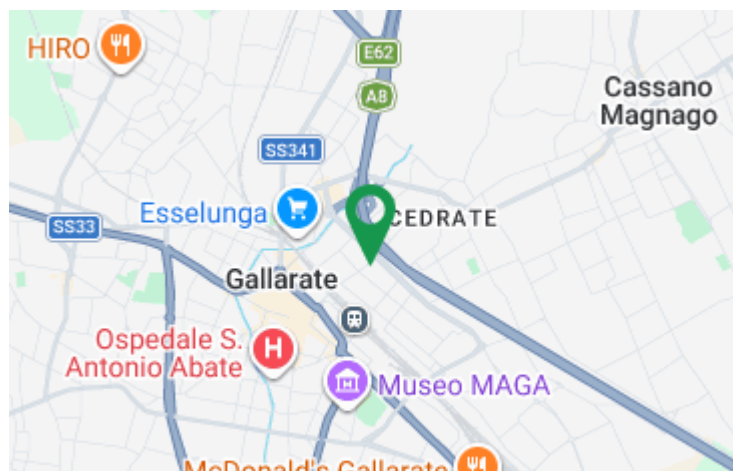 HIRO
E62
A8
Cassano
Magnago
SS341
Esselunga
CEDRATE
SS33
Gallarate
Ospedale S.
Antonio Abate
H
Museo MAGA
McDonald's Gallarate